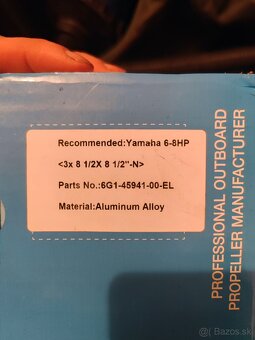 Recommended:Yamaha 6-8HP
<3x 8 1/2X 8 1/2"-N>
Parts No.:6G1-45941-00-EL
Material:Aluminum Alloy
PROFESSIONAL OUTBOARD
PROPELLER MANUFACTURER
Bazos.sk